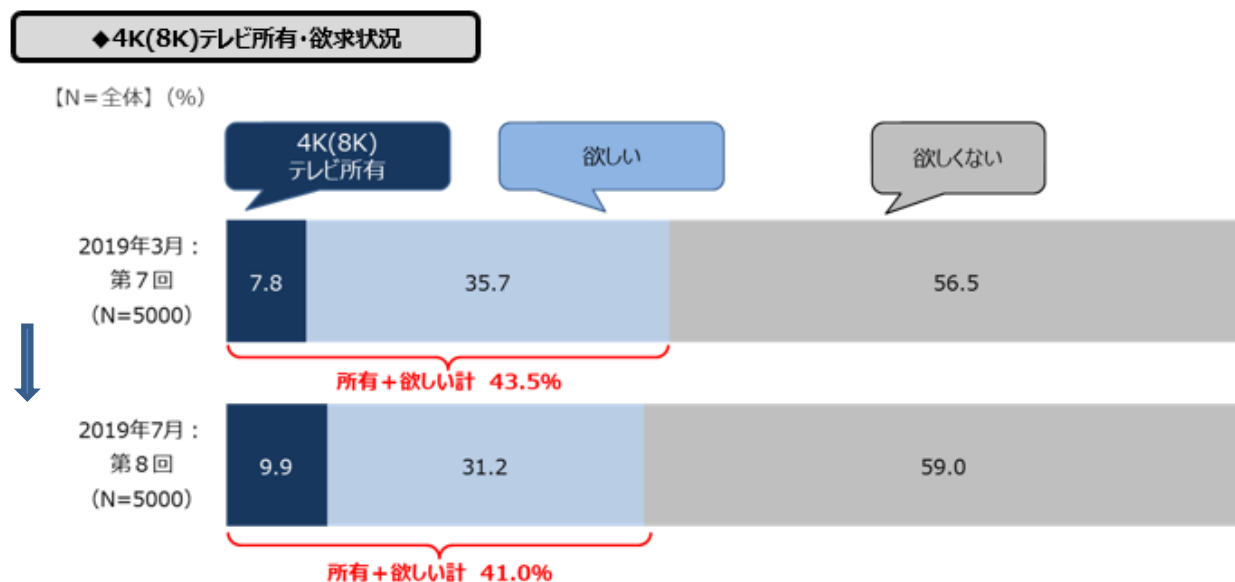 ◆4K(8K)テレビ所有・欲求状況
【N＝全体】（%）
4K(8K)
テレビ所有
欲しい
欲しくない
2019年3月：
第７回
（N=5000）
7.8
35.7
56.5
所有＋欲しい計 43.5%
2019年7月：
第８回
（N=5000）
9.9
31.2
59.0
所有＋欲しい計 41.0%